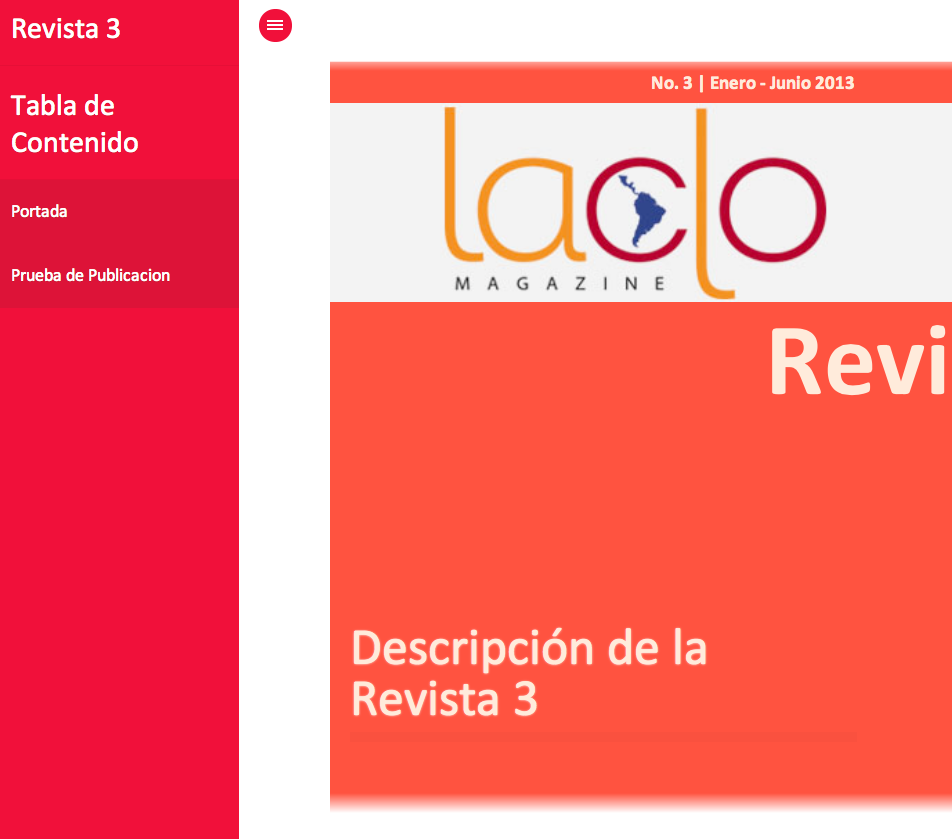 Revista 3
Tabla de
Contenido
Portada
Prueba de Publicacion
No. 3 | Enero - Junio 2013
laclo
MAGAZINE
Revi
Descripción de la
Revista 3